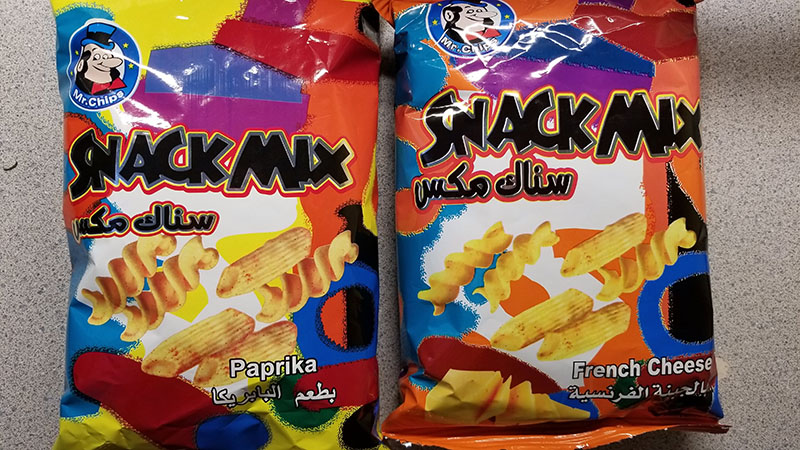 Mr.Chips
SNACK MIX
سناك مكس
Paprika
بطعم البابريكا
Mr.Chips
SNACK MIX
سناك مكس
French Cheese
بالجبنة الفرنسية